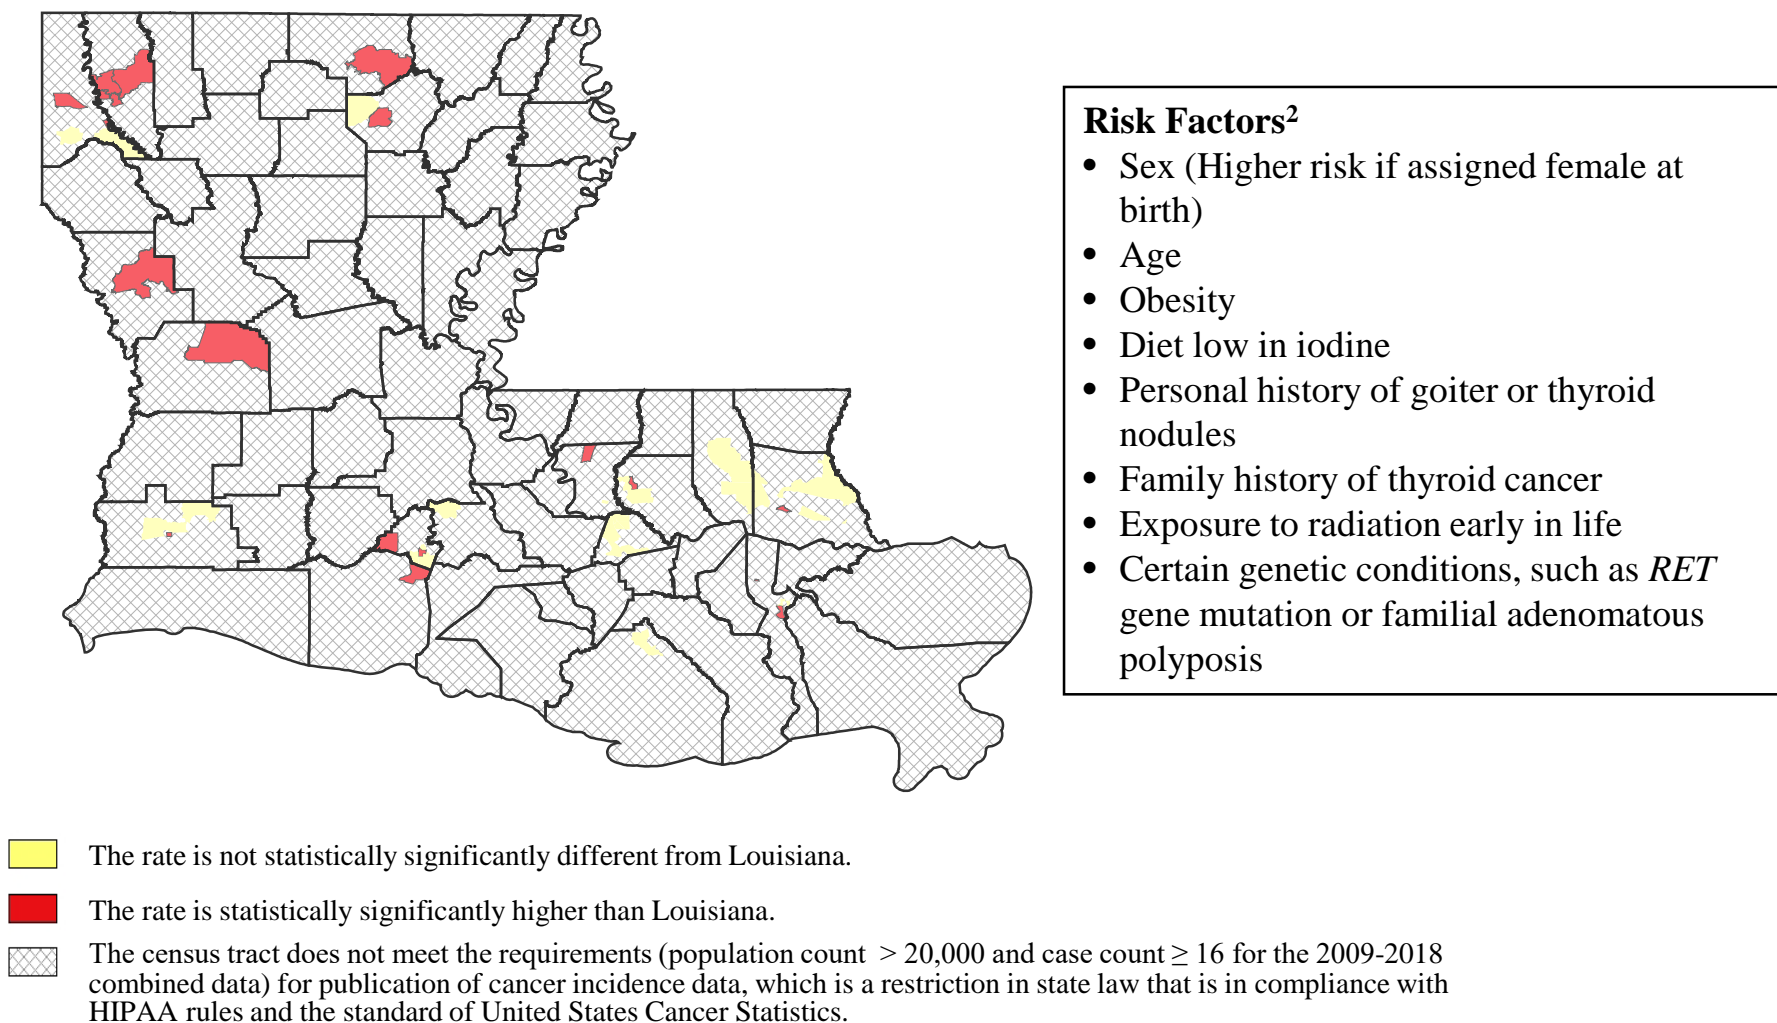 Risk Factors²
• Sex (Higher risk if assigned female at
birth)
• Age
• Obesity
• Diet low in iodine
• Personal history of goiter or thyroid
nodules
• Family history of thyroid cancer
• Exposure to radiation early in life
• Certain genetic conditions, such as RET
gene mutation or familial adenomatous
polyposis
The rate is not statistically significantly different from Louisiana.
The rate is statistically significantly higher than Louisiana.
The census tract does not meet the requirements (population count > 20,000 and case count ≥ 16 for the 2009-2018
combined data) for publication of cancer incidence data, which is a restriction in state law that is in compliance with
HIPAA rules and the standard of United States Cancer Statistics.